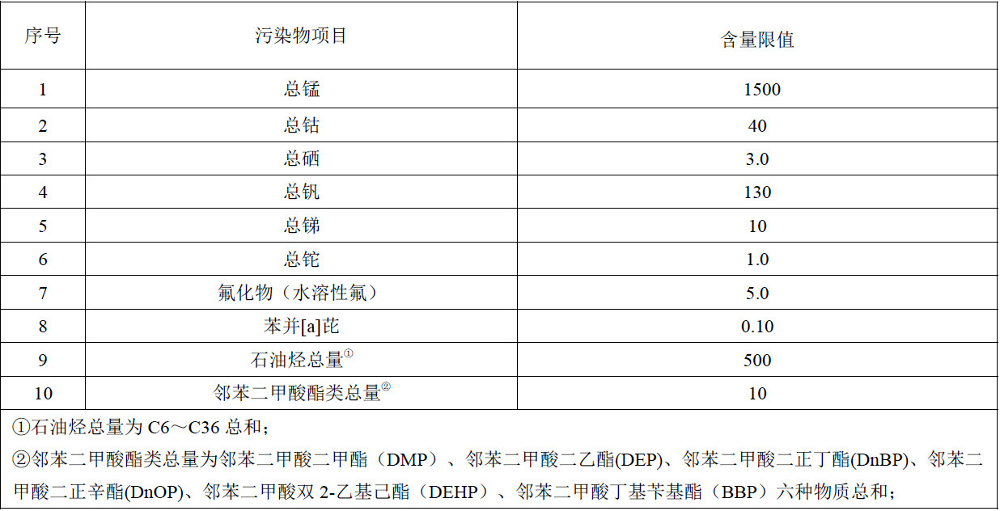 序号 污染物项目 含量限值
1 总锰 1500
2 总钴 40
3 总硒 3.0
4 总钒 130
5 总锑 10
6 总铊 1.0
7 氟化物（水溶性氟） 5.0
8 苯并[a]芘 0.10
9 石油烃总量① 500
10 邻苯二甲酸酯类总量② 10
①石油烃总量为 C6～C36 总和；
②邻苯二甲酸酯类总量为邻苯二甲酸二甲酯（DMP）、邻苯二甲酸二乙酯(DEP)、邻苯二甲酸二正丁酯(DnBP)、邻苯二
甲酸二正辛酯(DnOP)、邻苯二甲酸双 2-乙基己酯（DEHP）、邻苯二甲酸丁基苄基酯（BBP）六种物质总和；